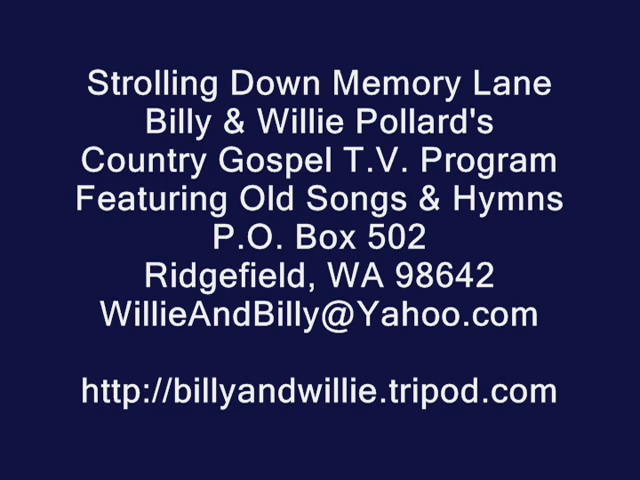 Strolling Down Memory Lane
Billy & Willie Pollard's
Country Gospel T.V. Program
Featuring Old Songs & Hymns
P.O. Box 502
Ridgefield, WA 98642
WillieAndBilly@Yahoo.com
http://billyandwillie.tripod.com